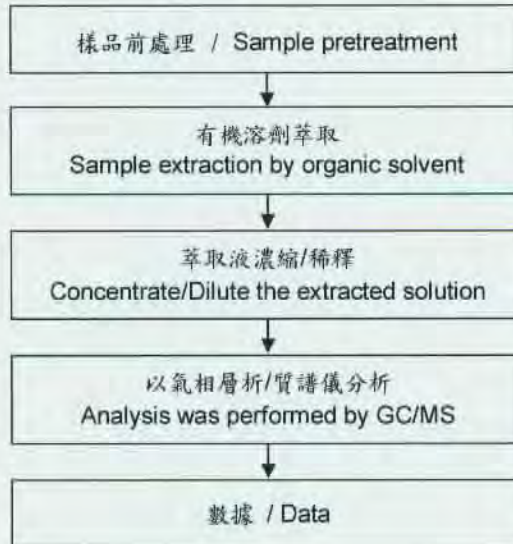 樣品前處理 / Sample pretreatment
有機溶劑萃取
Sample extraction by organic solvent
萃取液濃縮/稀釋
Concentrate/Dilute the extracted solution
以氣相層析/質譜儀分析
Analysis was performed by GC/MS
數據 / Data